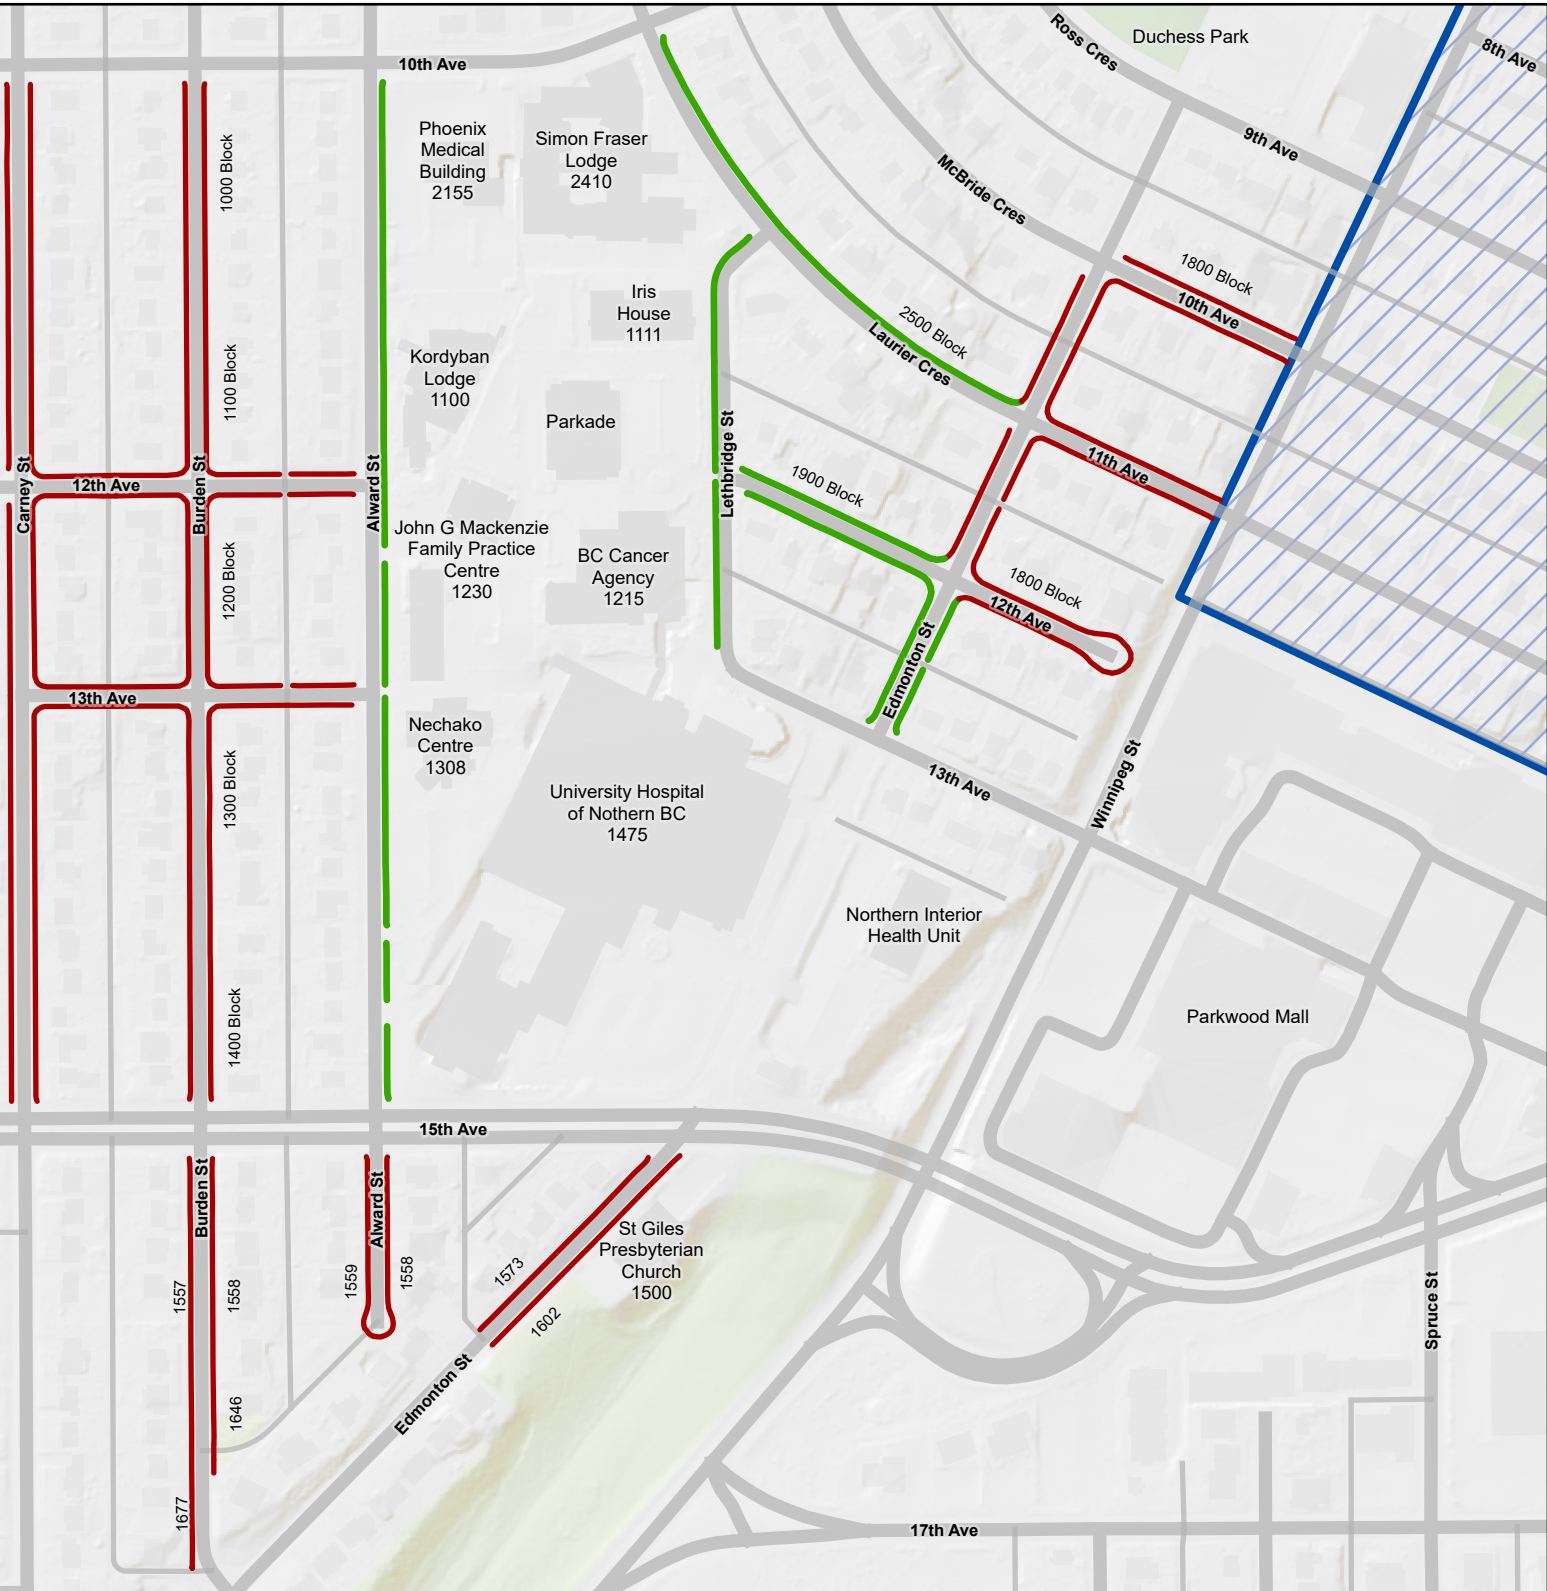 Ross Cres
Duchess Park
8th Ave
10th Ave
9th Ave
Phoenix
Medical
Building
2155
Simon Fraser
Lodge
2410
1000 Block
McBride Cres
1800 Block
10th Ave
Iris
House
1111
2500 Block
Laurier Cres
Kordyban
Lodge
1100
1100 Block
Parkade
Lethbridge St
11th Ave
1900 Block
Carney St
12th Ave
Burden St
Alward St
John G Mackenzie
Family Practice
Centre
1230
BC Cancer
Agency
1215
1200 Block
1800 Block
12th Ave
Edmonton St
13th Ave
Nechako
Centre
1308
1300 Block
University Hospital
of Nothern BC
1475
13th Ave
Winnipeg St
Northern Interior
Health Unit
1400 Block
Parkwood Mall
15th Ave
Burden St
Alward St
St Giles
Presbyterian
Church
1500
1557
1558
1559
1558
1573
1602
Spruce St
Edmonton St
1646
1677
17th Ave